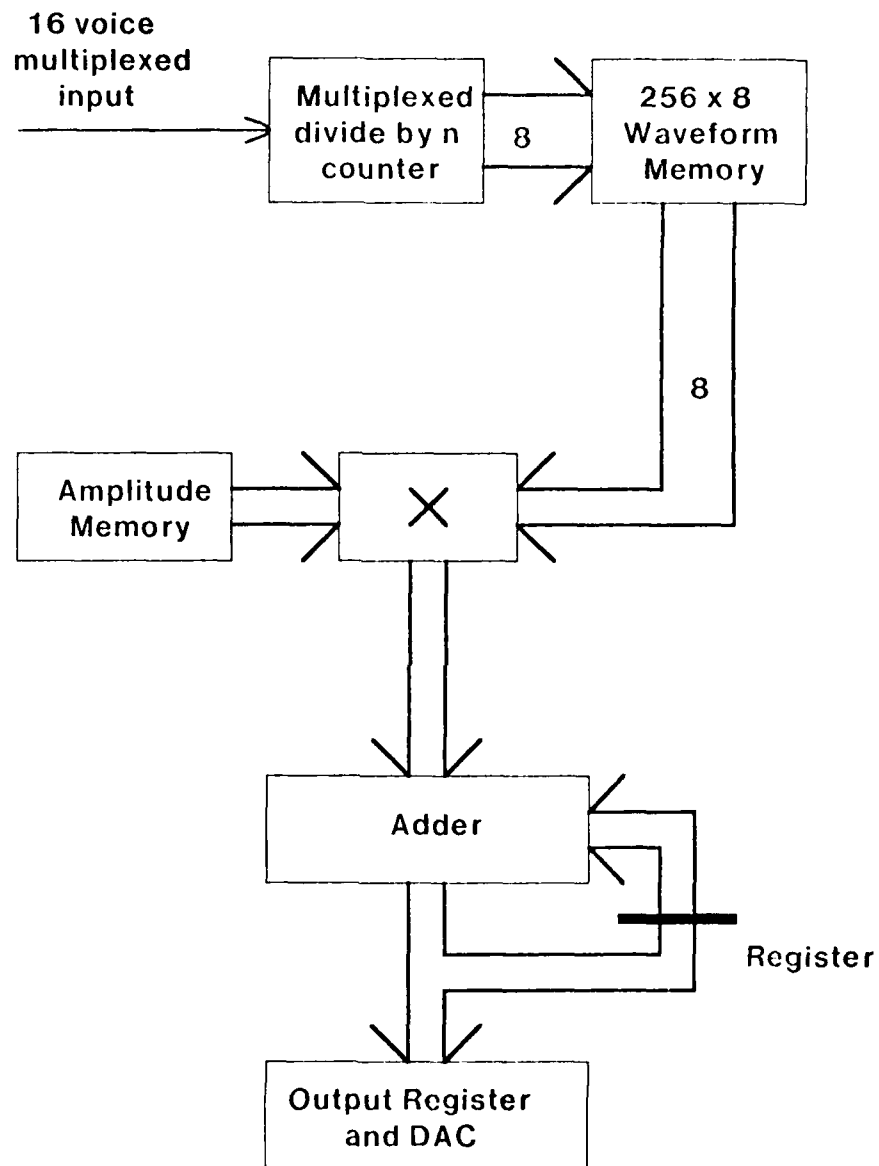 16 voice
multiplexed
input
Multiplexed
divide by n
counter
8
256 x 8
Waveform
Memory
8
Amplitude
Memory
Adder
Register
Output Register
and DAC